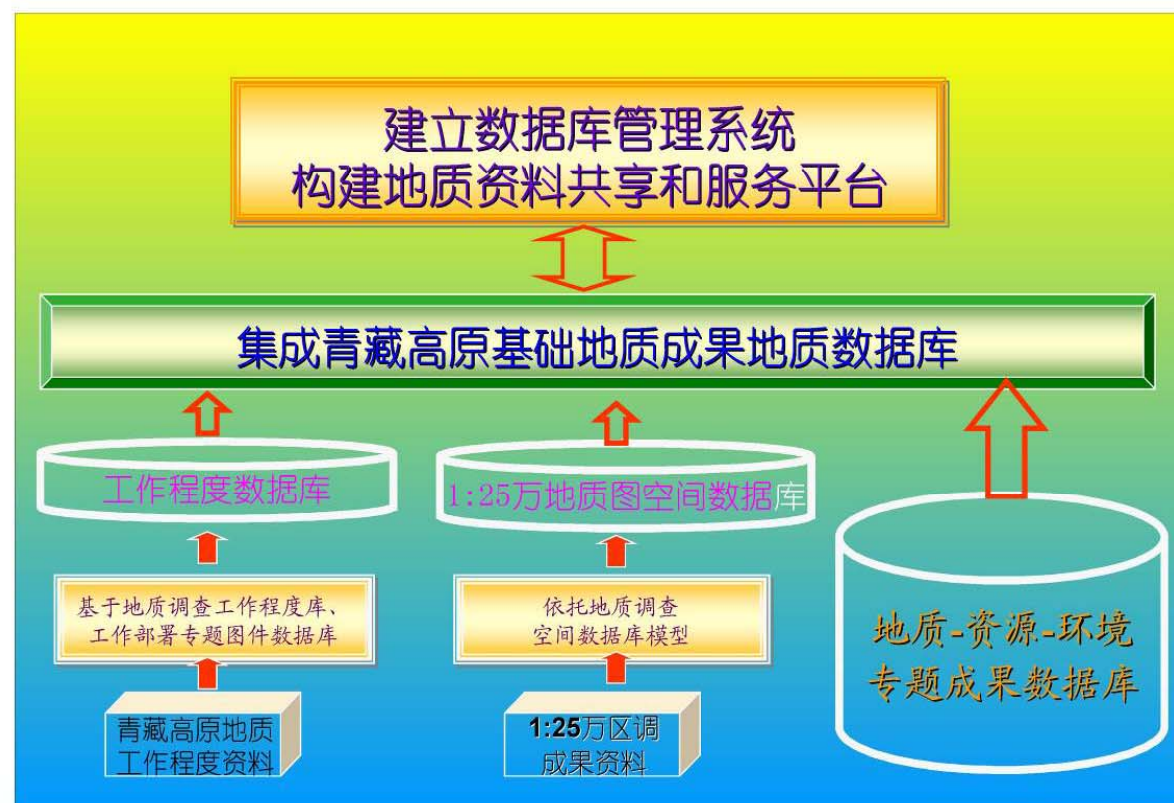 建立数据库管理系统
构建地质资料共享和服务平台
集成青藏高原基础地质成果地质数据库
工作程度数据库
1:25万地质图空间数据库
基于地质调查工作程度库、
工作部署专题图件数据库
依托地质调查
空间数据库模型
地质-资源-环境
专题成果数据库
青藏高原地质
工作程度资料
1:25万区调
成果资料